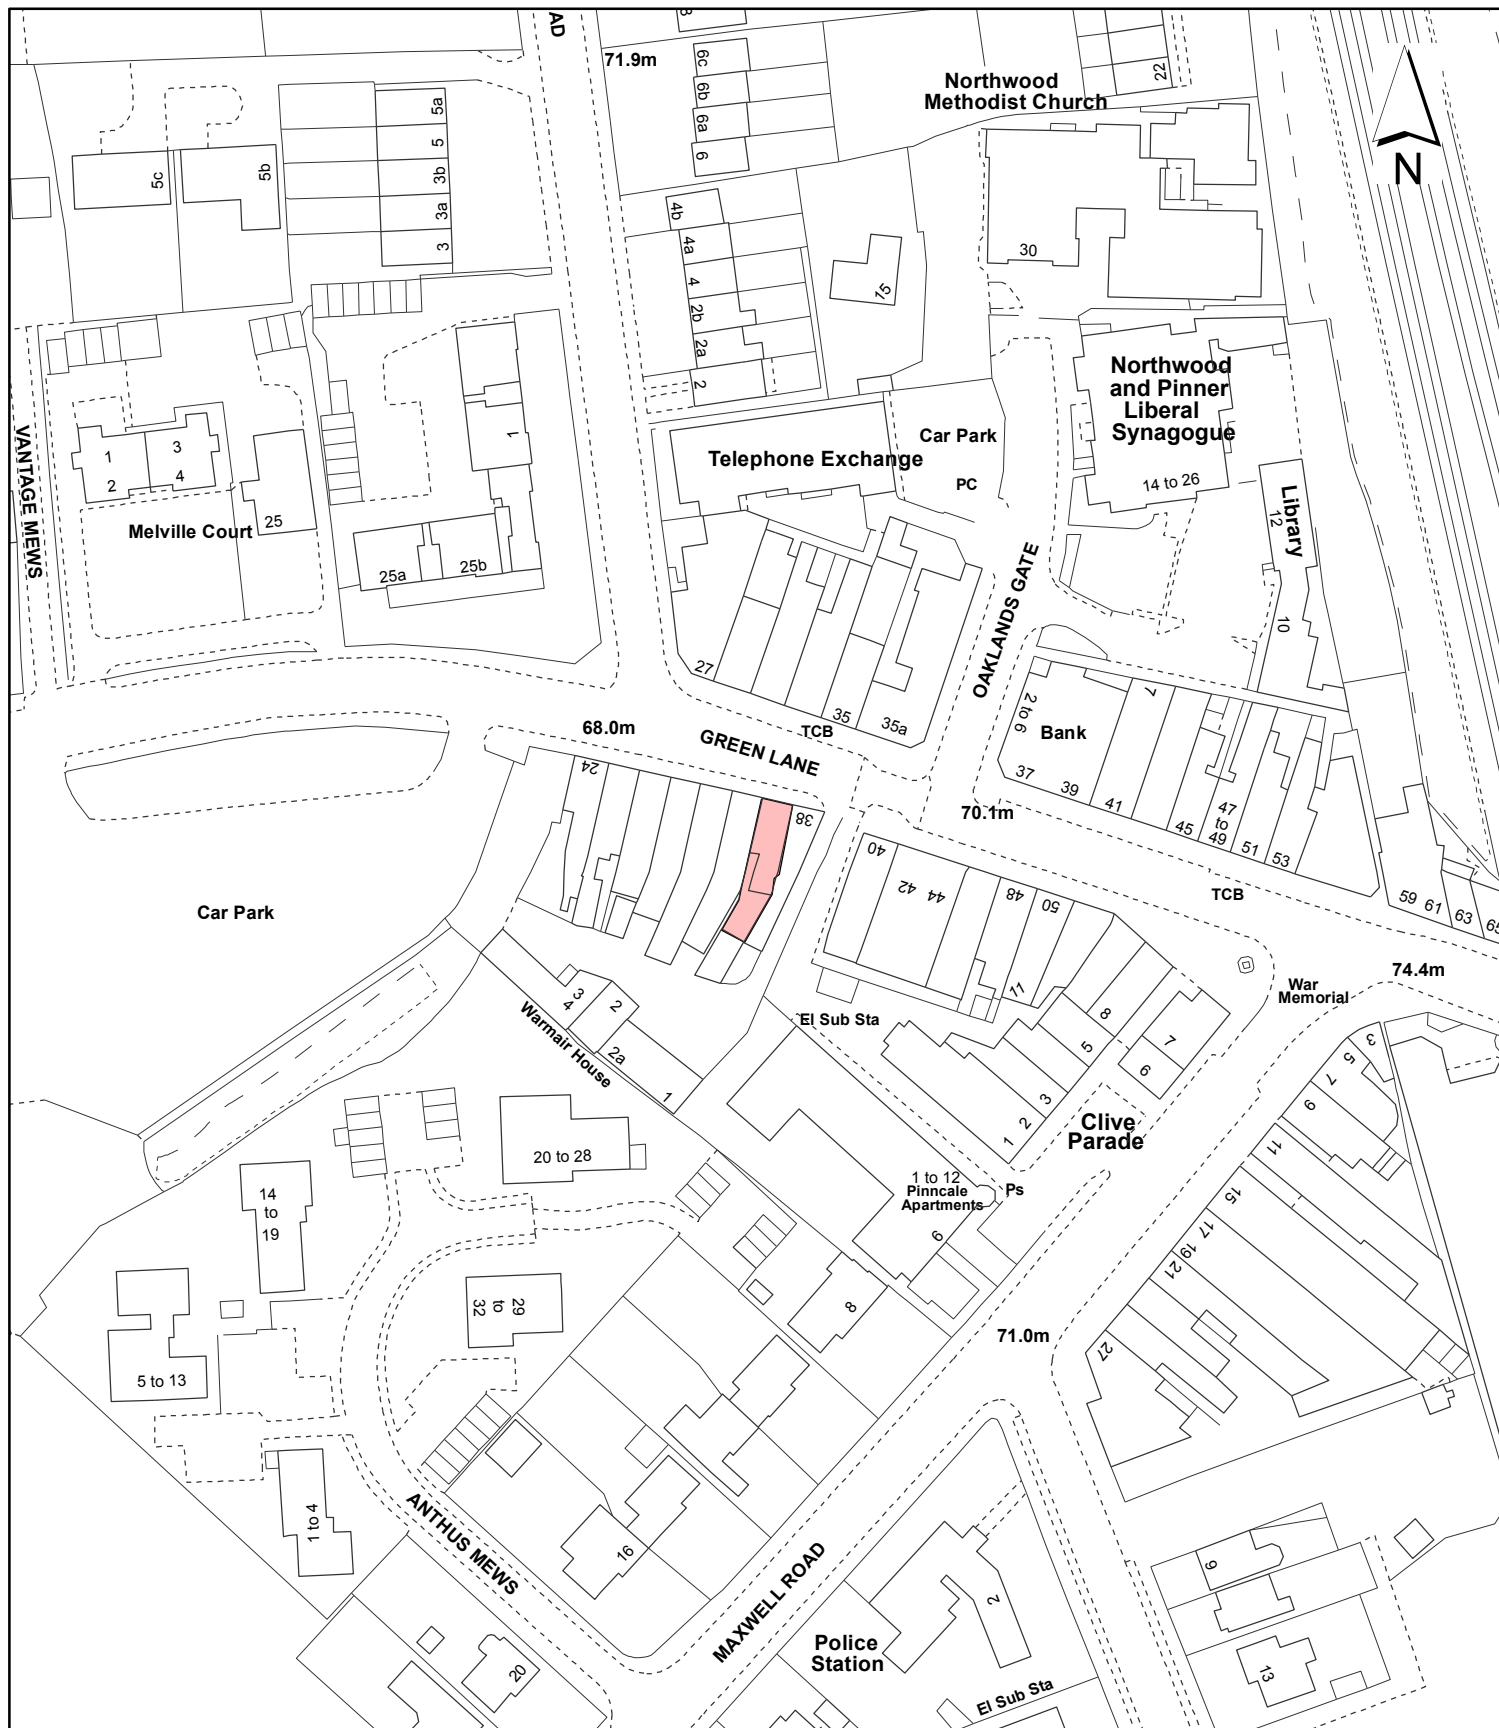 AD
8
71.9m
6c
6b
6a
6
22
Northwood
Methodist Church
N
5a
5
3b
3a
3
5c
5b
4b
4a
4
2b
2a
2
15
30
Northwood
and Pinner
Liberal
Synagogue
14 to 26
Car Park
PC
Telephone Exchange
Library
12
10
VANTAGE MEWS
1
2
3
4
Melville Court
25
1
25a
25b
OAKLANDS GATE
27
35
35a
TCB
68.0m
GREEN LANE
2 to 6
Bank
7
37
39
41
45
47
to
49
51
53
70.1m
TCB
59
61
63
65
24
38
40
42
44
48
50
11
Car Park
74.4m
War
Memorial
El Sub Sta
3
4
2
2a
1
Warmair House
8
5
7
6
3
2
1
Clive
Parade
3
5
7
9
11
15
17
19
21
27
20 to 28
14
to
19
1 to 12
Pinncale
Apartments
Ps
9
8
29
to
32
5 to 13
71.0m
1 to 4
ANTHUS MEWS
16
20
MAXWELL ROAD
Police
Station
2
El Sub Sta
9
13